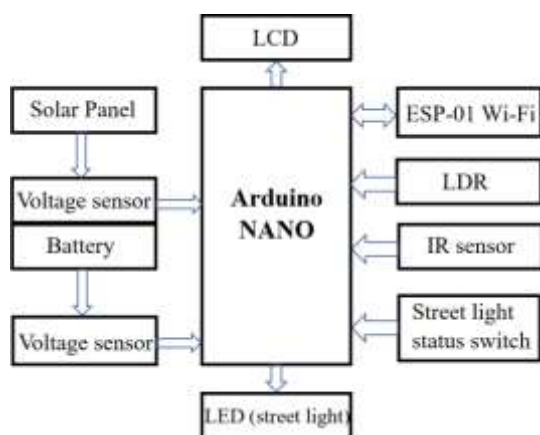 LCD
Solar Panel
ESP-01 Wi-Fi
Voltage sensor
LDR
Arduino
NANO
Battery
IR sensor
Voltage sensor
Street light
status switch
LED (street light)